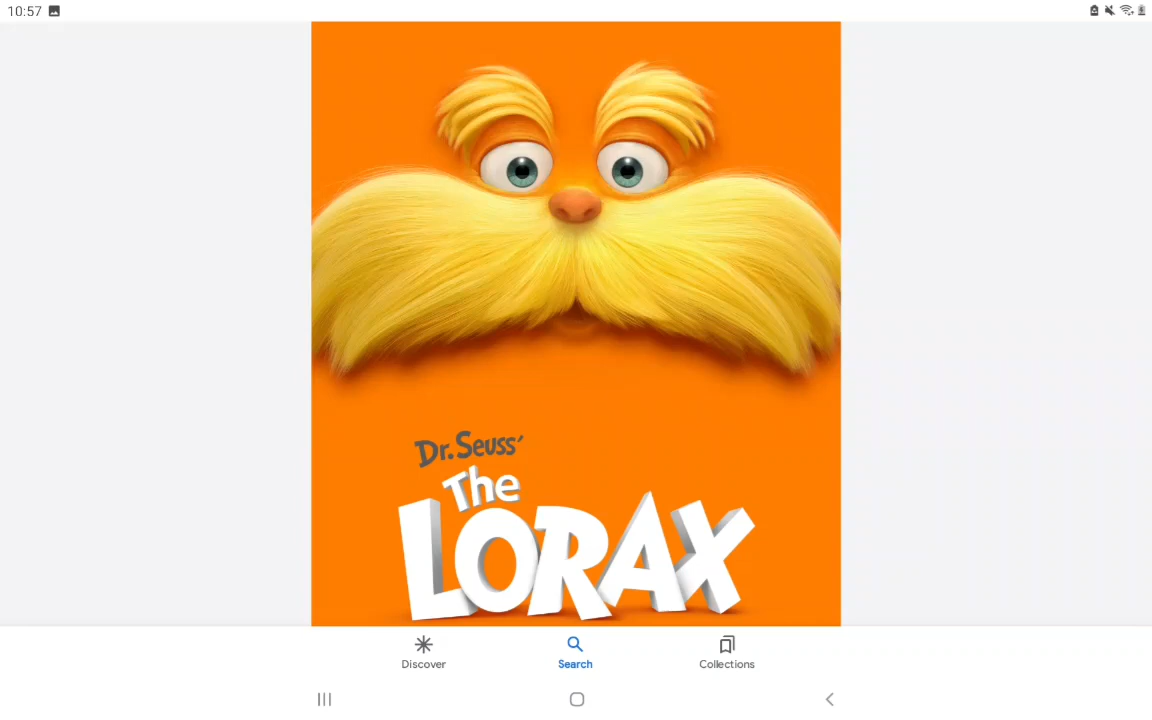 10:57
Dr. Seuss'
The
LORAX
Discover
Search
Collections